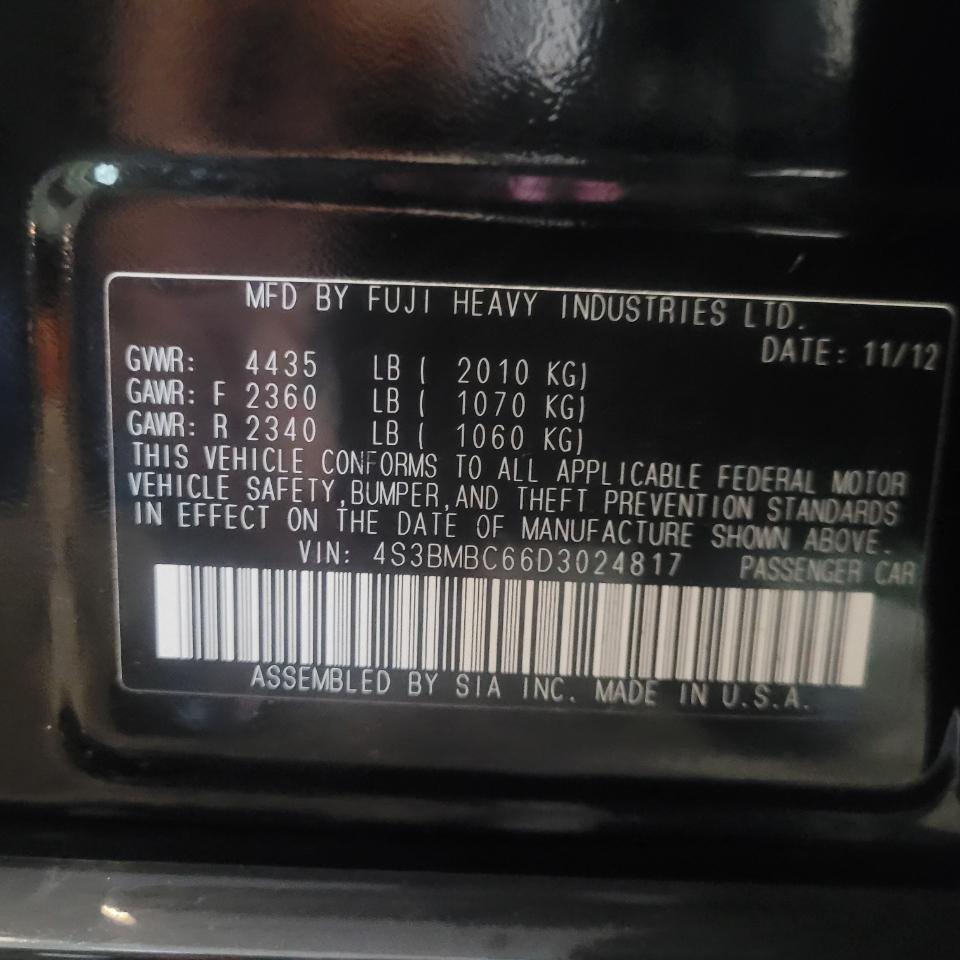 MFD BY FUJI HEAVY INDUSTRIES LTD.
DATE: 11/12
GVWR: 4435 LB ( 2010 KG)
GAWR: F 2360 LB ( 1070 KG)
GAWR: R 2340 LB ( 1060 KG)
THIS VEHICLE CONFORMS TO ALL APPLICABLE FEDERAL MOTOR
VEHICLE SAFETY,BUMPER,AND THEFT PREVENTION STANDARDS
IN EFFECT ON THE DATE OF MANUFACTURE SHOWN ABOVE.
VIN: 4S3BMBC66D3024817 PASSENGER CAR
ASSEMBLED BY SIA INC. MADE IN U.S.A.